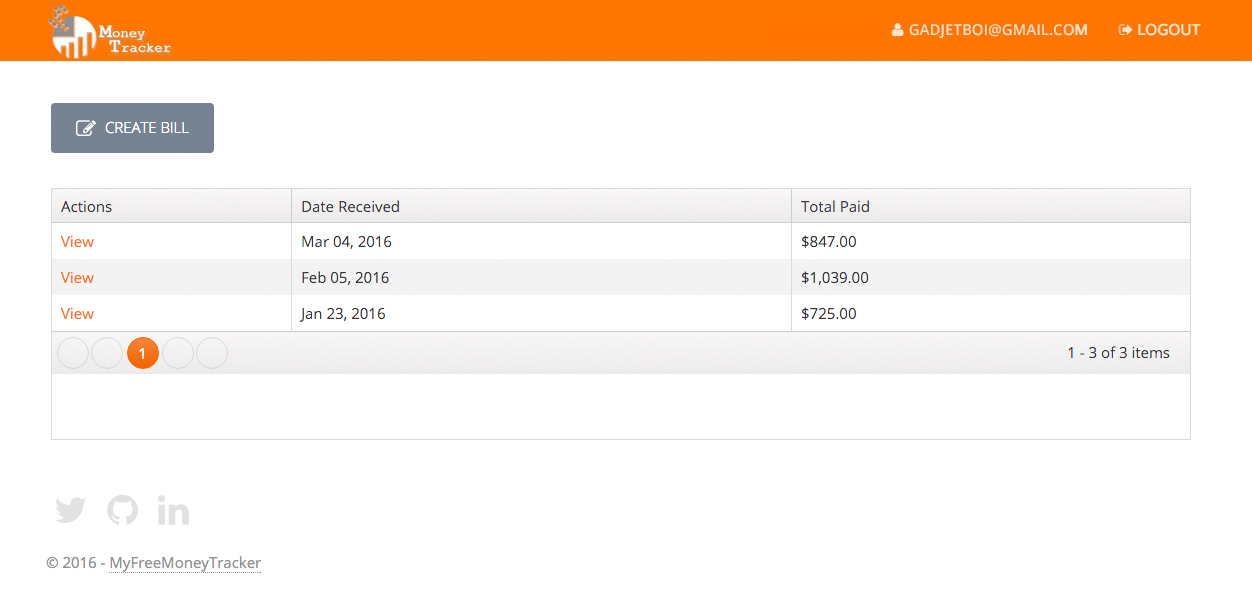 Money
Tracker
GADJETBOI@GMAIL.COM LOGOUT
CREATE BILL
Actions Date Received Total Paid
View Mar 04, 2016 $847.00
View Feb 05, 2016 $1,039.00
View Jan 23, 2016 $725.00
1 1 - 3 of 3 items
in
© 2016 - MyFreeMoneyTracker